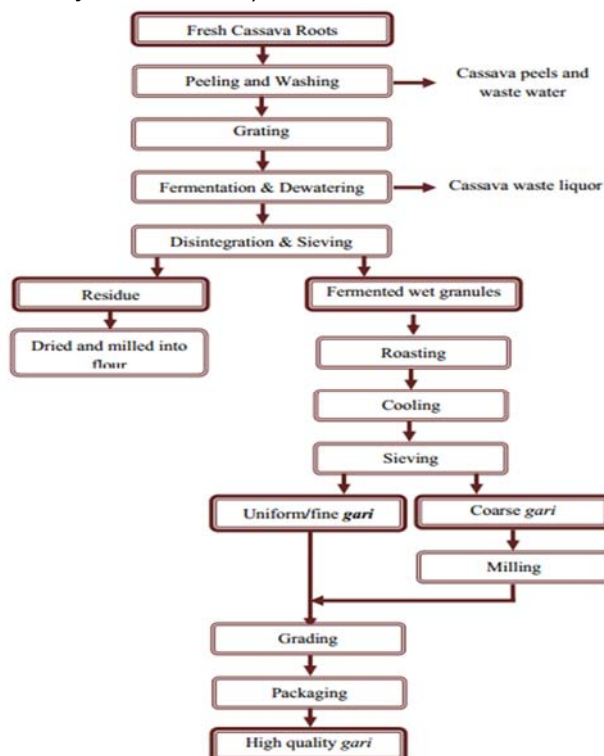 Fresh Cassava Roots
Peeling and Washing
Cassava peels and
waste water
Grating
Fermentation & Dewatering
Cassava waste liquor
Disintegration & Sieving
Residue
Fermented wet granules
Dried and milled into
flour
Roasting
Cooling
Sieving
Uniform/fine gari
Coarse gari
Milling
Grading
Packaging
High quality gari